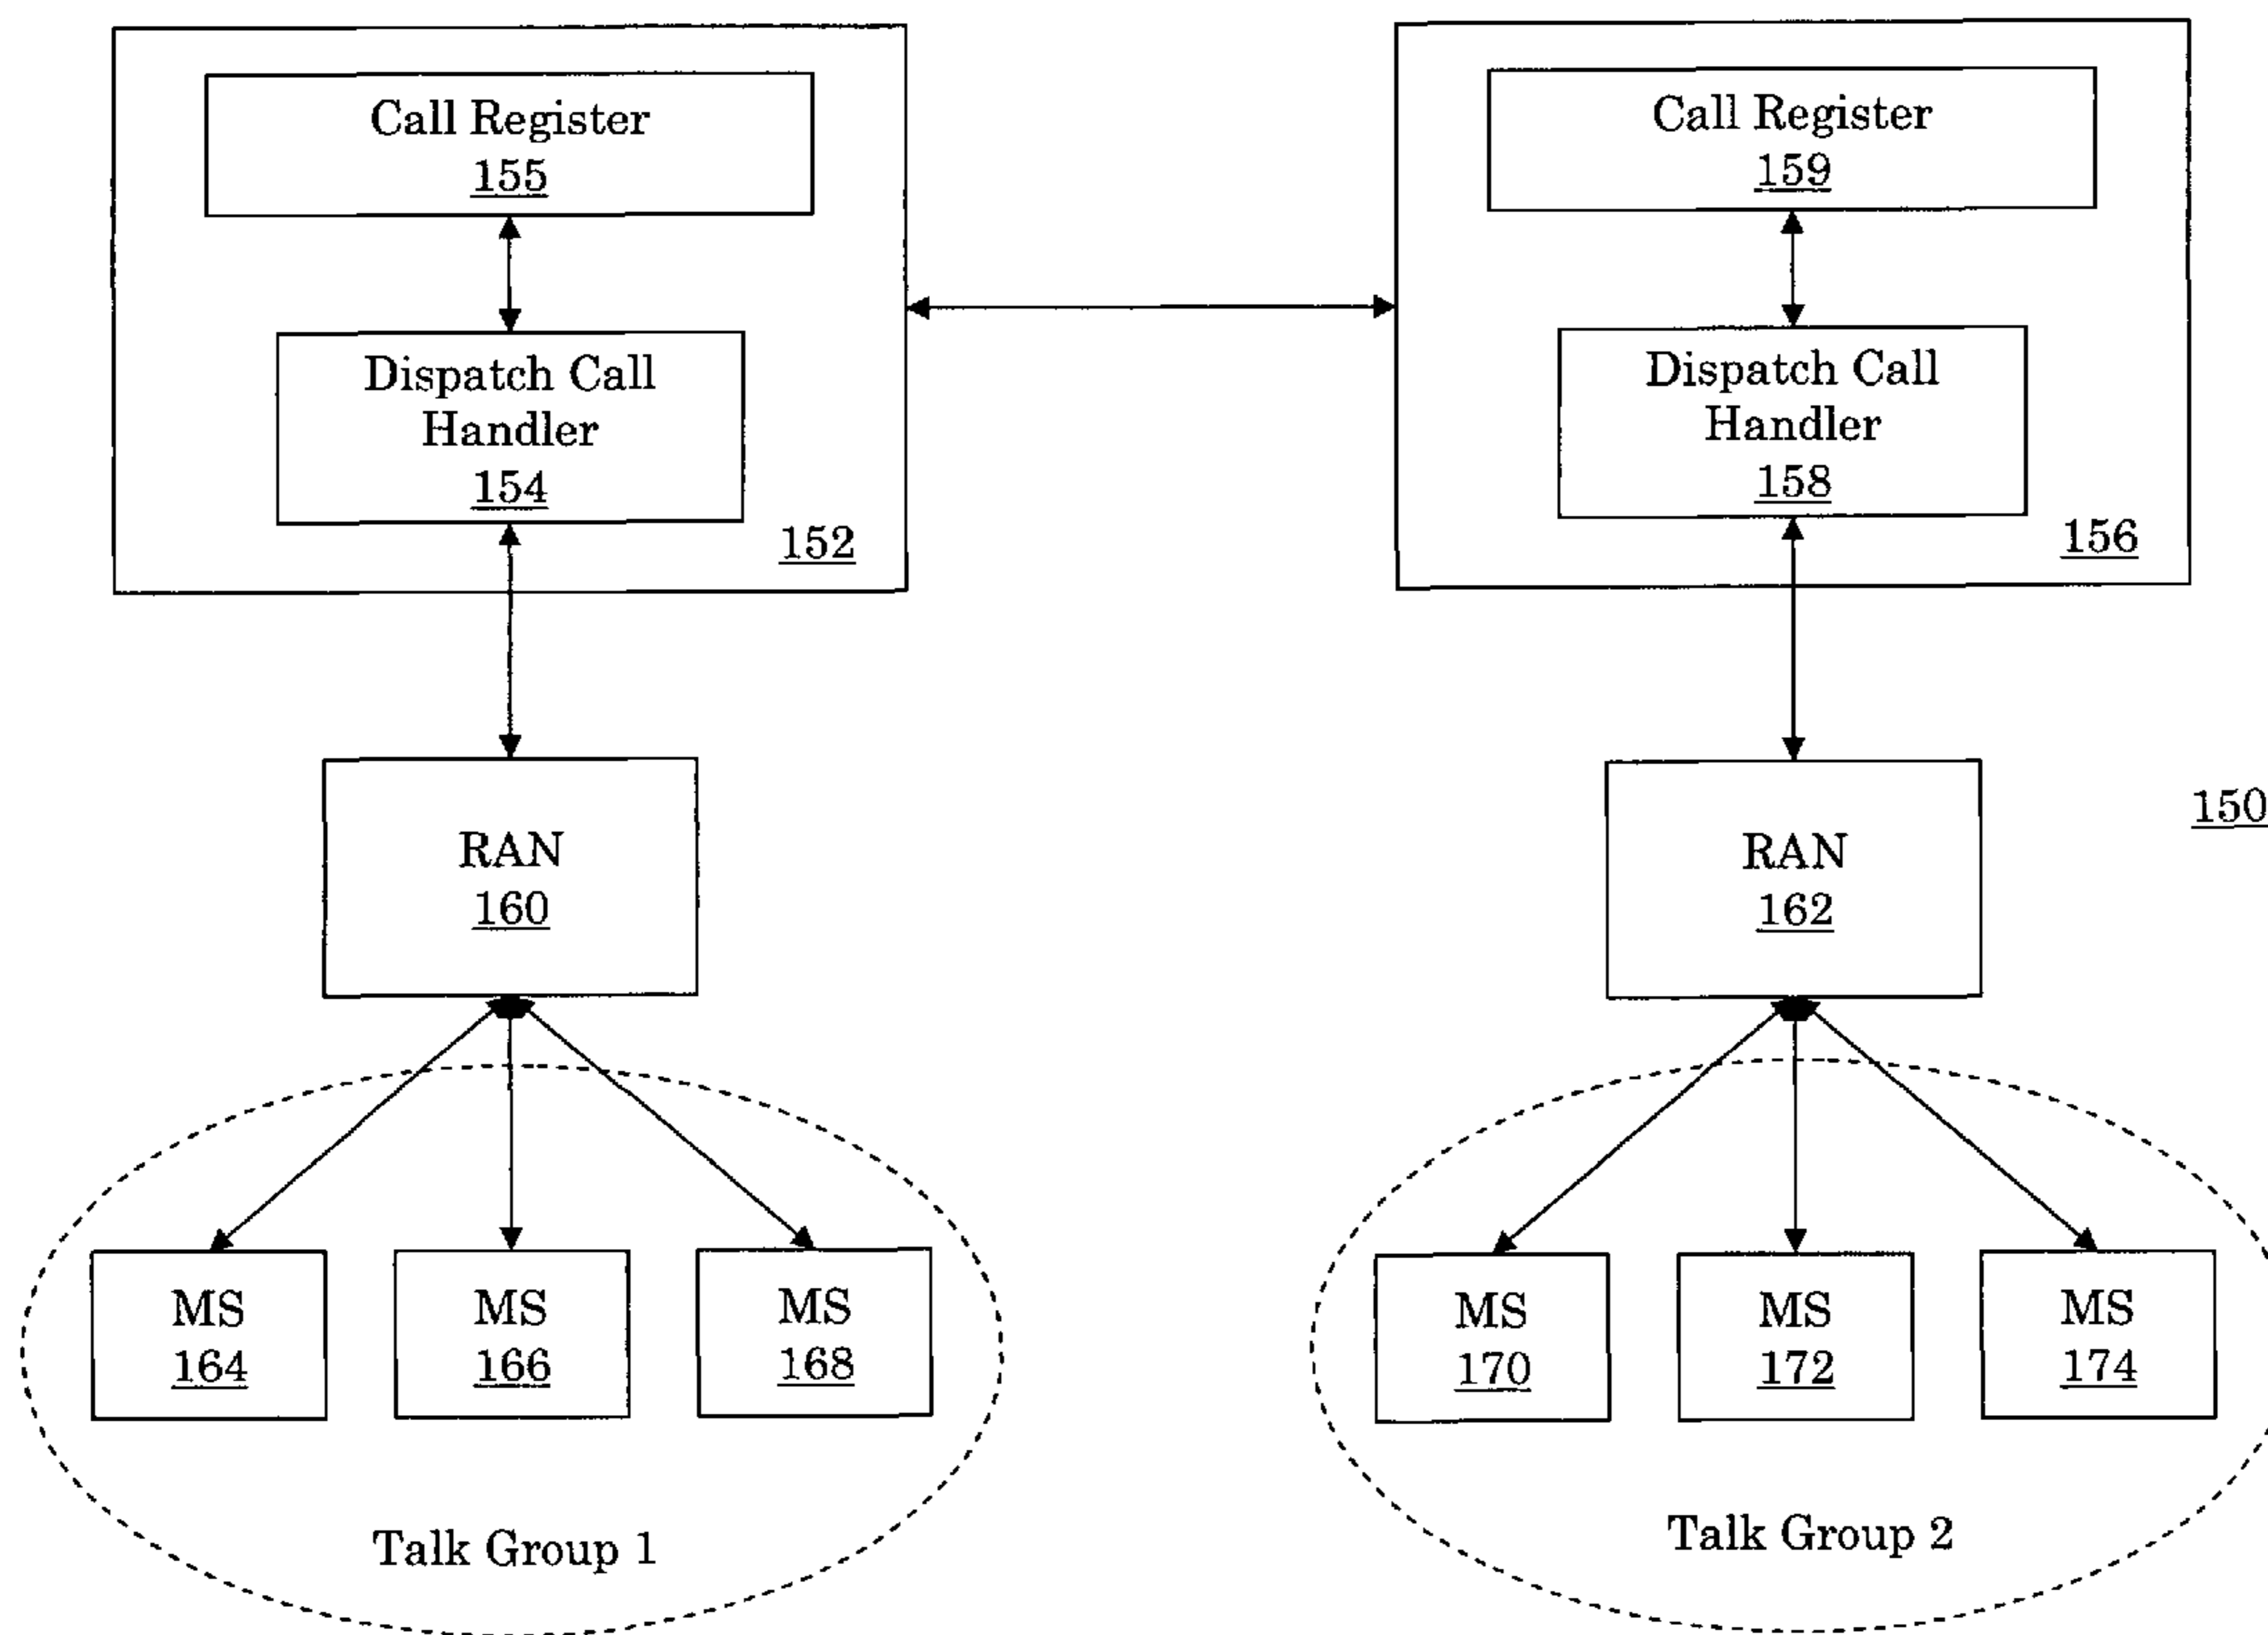 Call Register
155
Dispatch Call
Handler
154
152
Call Register
159
Dispatch Call
Handler
158
156
RAN
160
RAN
162
150
MS
164
MS
166
MS
168
Talk Group 1
MS
170
MS
172
MS
174
Talk Group 2